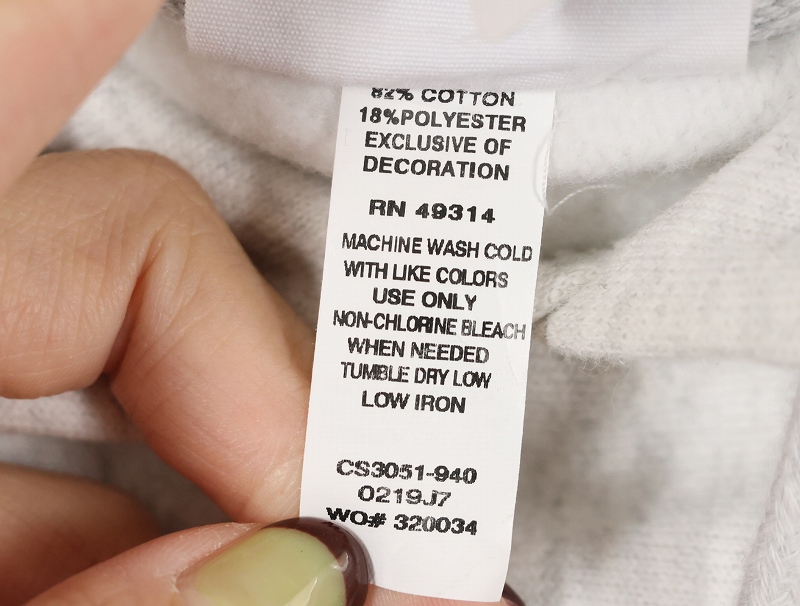 82% COTTON
18%POLYESTER
EXCLUSIVE OF
DECORATION
RN 49314
MACHINE WASH COLD
WITH LIKE COLORS
USE ONLY
NON-CHLORINE BLEACH
WHEN NEEDED
TUMBLE DRY LOW
LOW IRON
CS3051-940
0219J7
WO# 320034